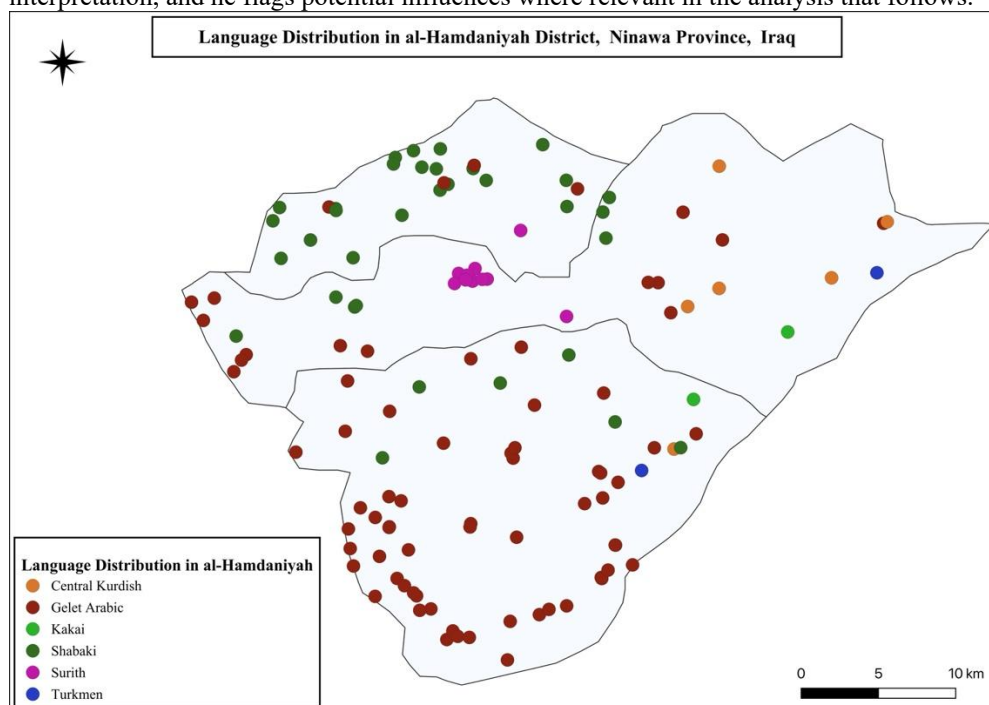 interpretation, and he flags potential influences where relevant in the analysis that follows.
Language Distribution in al-Hamdaniyah District, Ninawa Province, Iraq
Language Distribution in al-Hamdaniyah
Central Kurdish
Gelet Arabic
Kakai
Shabaki
Surith
Turkmen
0 5 10 km